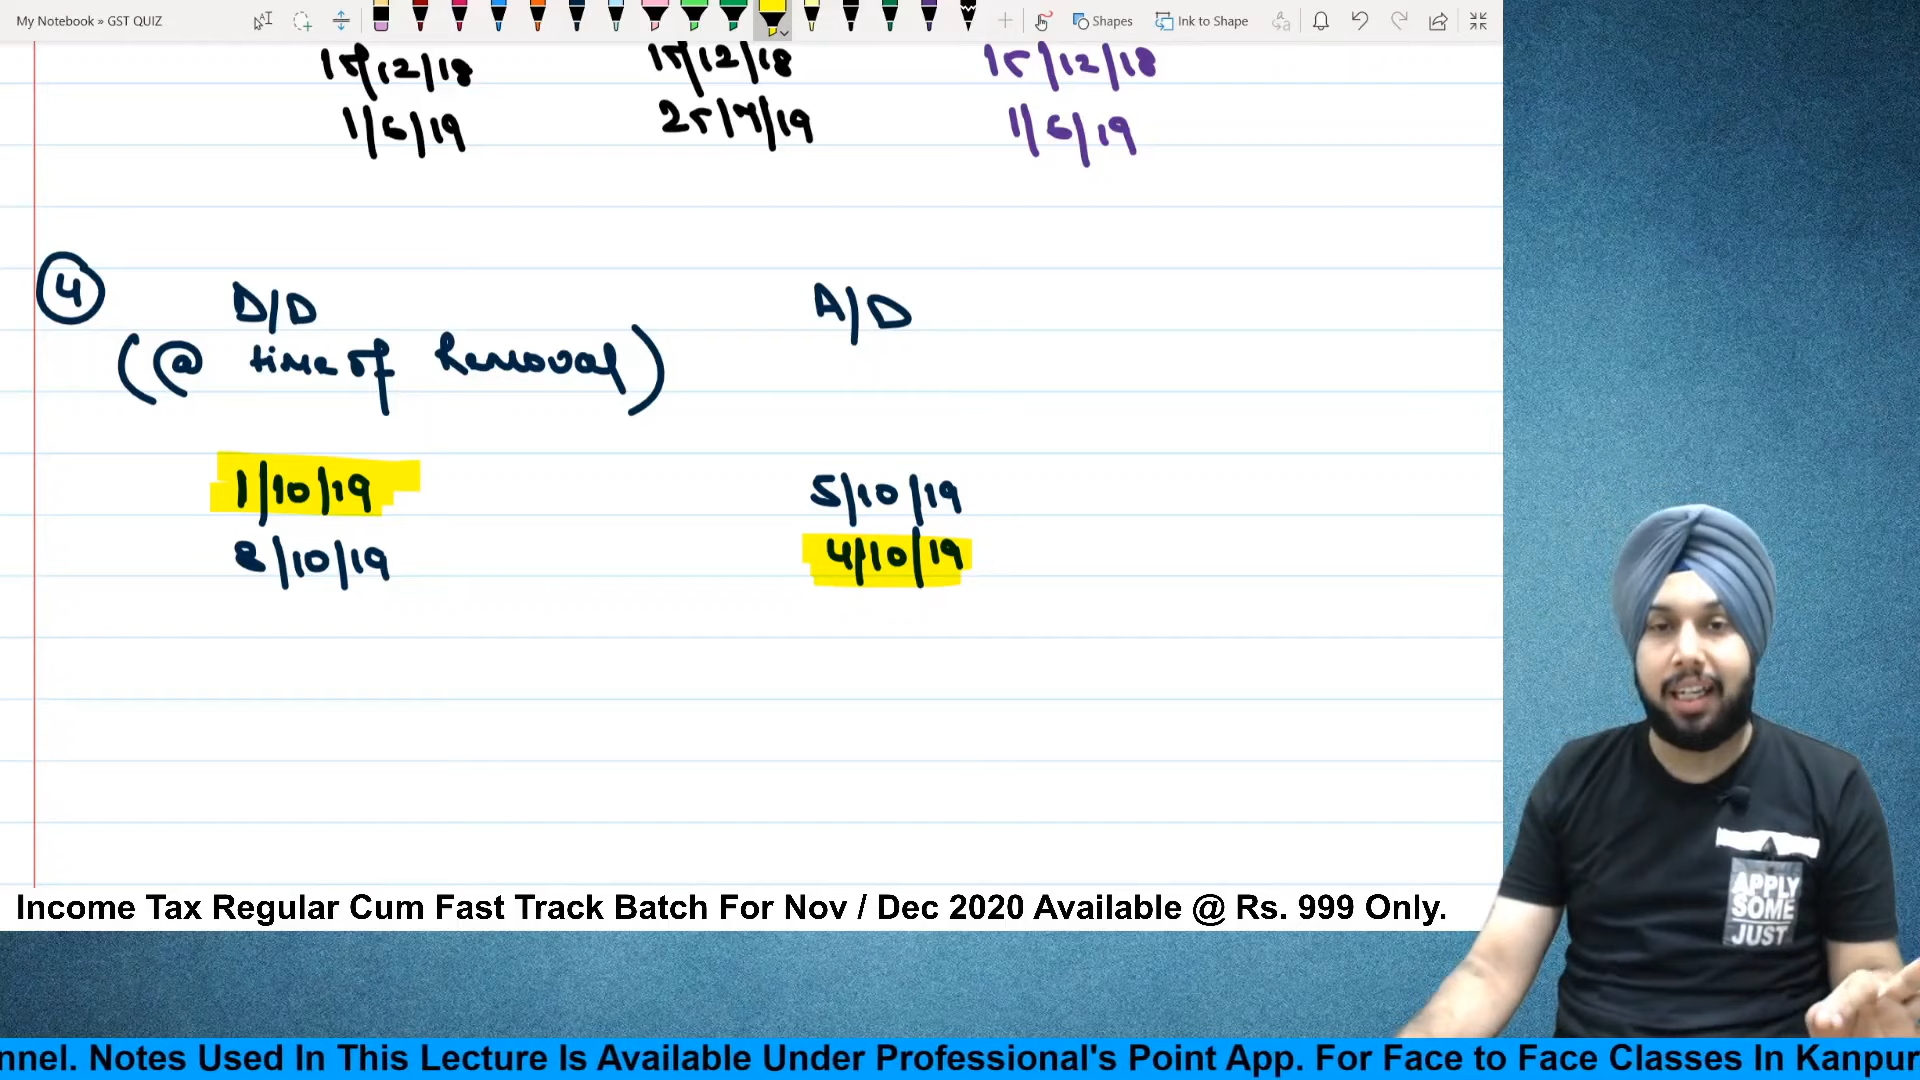 My Notebook » GST QUIZ
Shapes Ink to Shape
15/12/18 15/12/18 15/12/18
1/6/19 25/7/19 1/6/19
4 D/D A/D
(@ time of Removal)
1/10/19 5/10/19
8/10/19 4/10/19
APPLY
SOME
JUST
Income Tax Regular Cum Fast Track Batch For Nov / Dec 2020 Available @ Rs. 999 Only.
nnel. Notes Used In This Lecture Is Available Under Professional's Point App. For Face to Face Classes In Kanpur